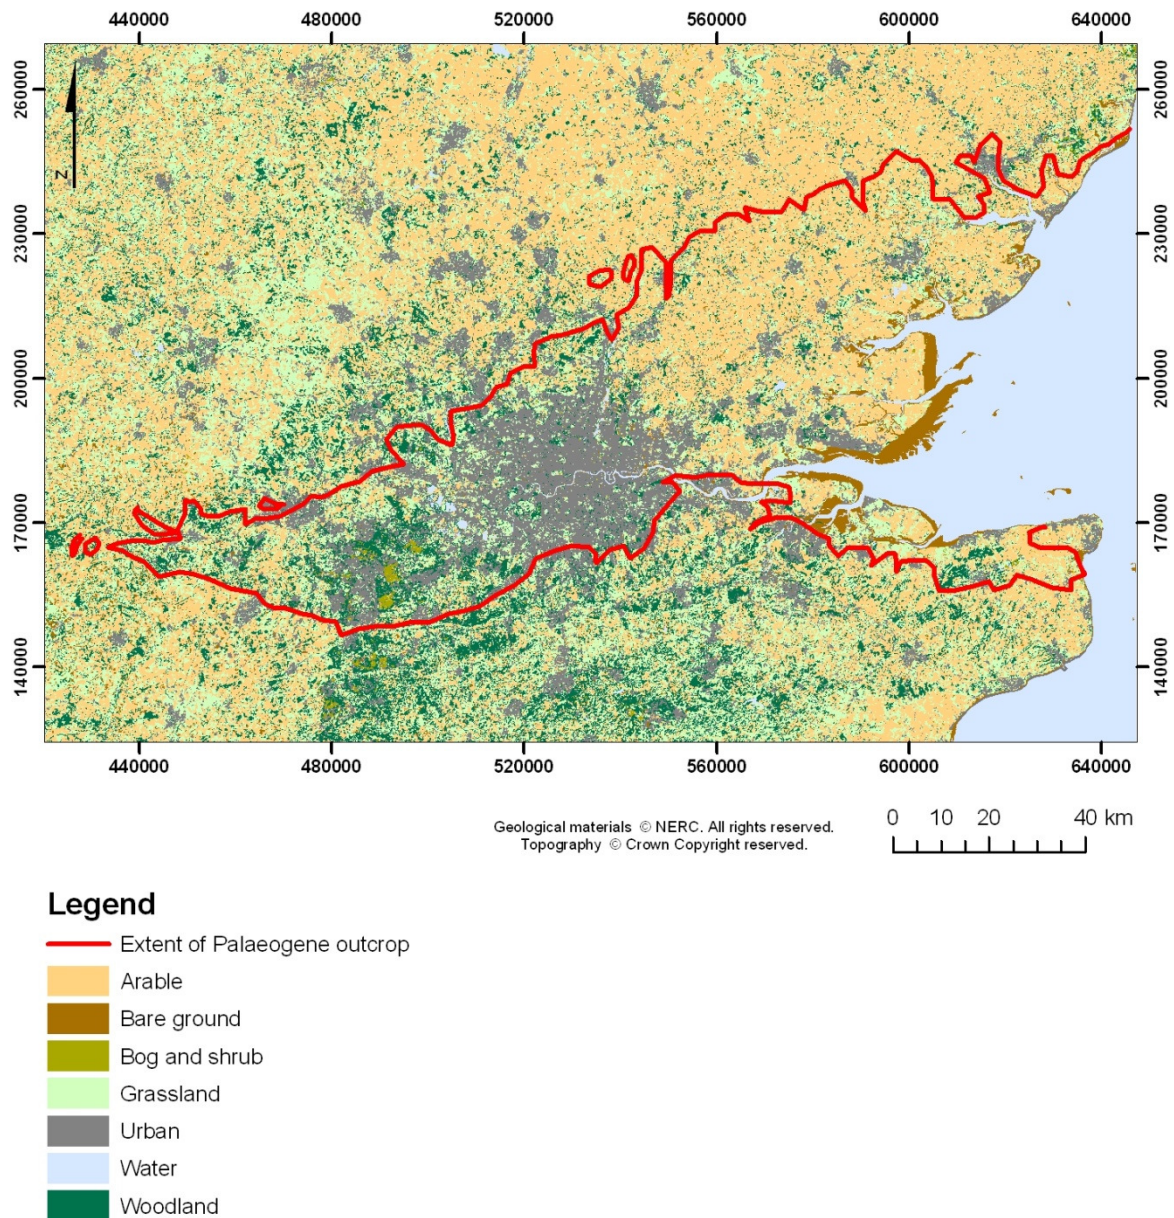 440000 480000 520000 560000 600000 640000
260000 260000
N
230000 230000
200000 200000
170000 170000
140000 140000
440000 480000 520000 560000 600000 640000
Geological materials © NERC. All rights reserved.
Topography © Crown Copyright reserved.
0 10 20 40 km
Legend
Extent of Palaeogene outcrop
Arable
Bare ground
Bog and shrub
Grassland
Urban
Water
Woodland